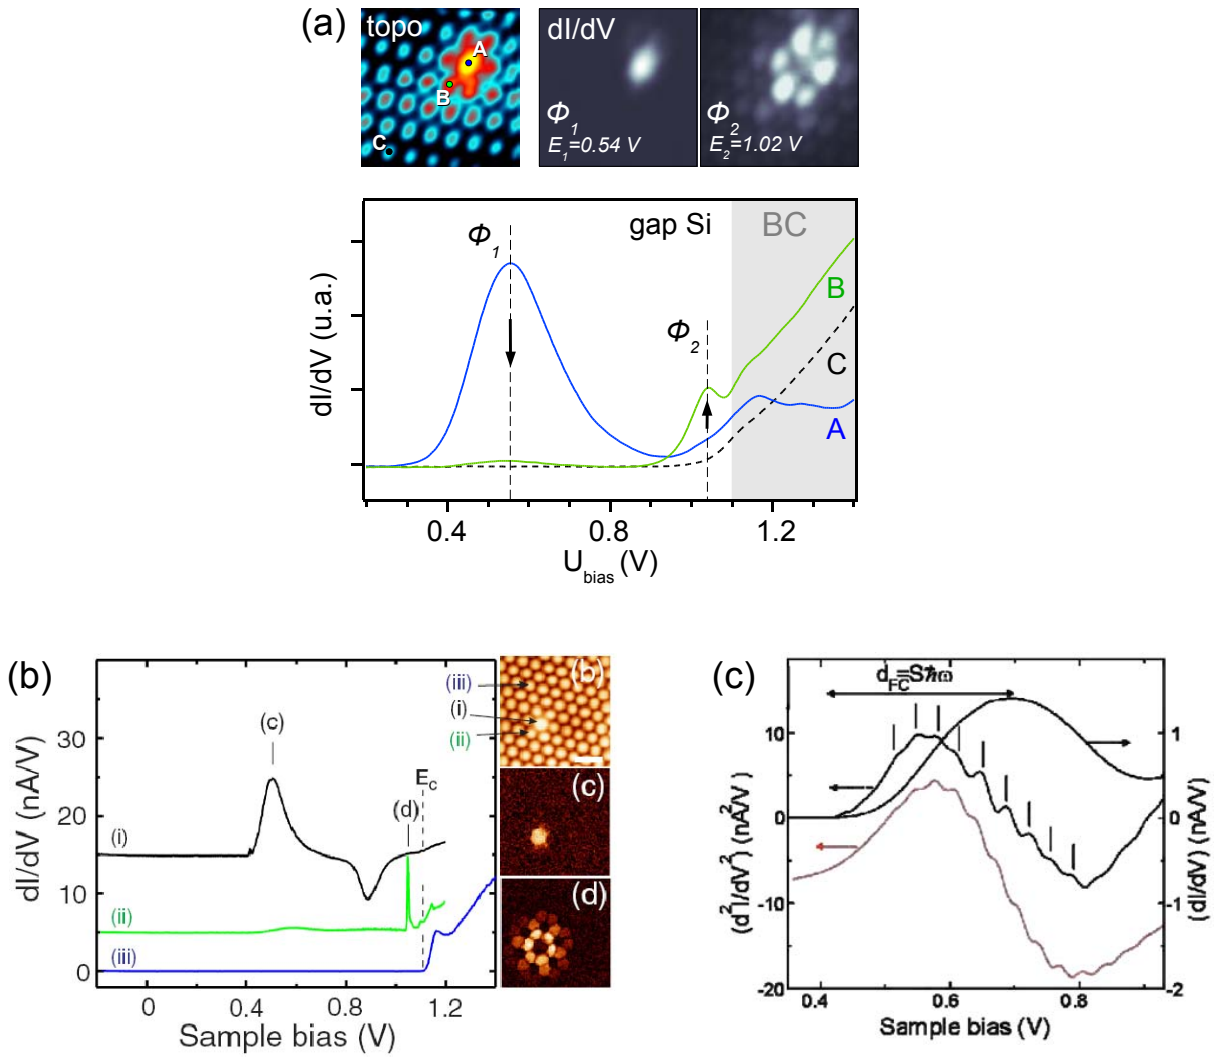 (a)
topo
A
B
C
dI/dV
Φ1
E1=0.54 V
Φ2
E2=1.02 V
Φ1
gap Si
BC
Φ2
B
C
A
dI/dV (u.a.)
0.4
0.8
1.2
Ubias (V)
(b)
30
20
10
0
dI/dV (nA/V)
(c)
(d)
Ec
(i)
(ii)
(iii)
0
0.4
0.8
1.2
Sample bias (V)
(b)
(iii)
(i)
(ii)
(c)
(d)
(c)
dFC≡Sħω
10
0
-10
-20
(d²I/dV²) (nA/V²)
1
0
-1
-2
(dI/dV) (nA/V)
0.4
0.6
0.8
Sample bias (V)